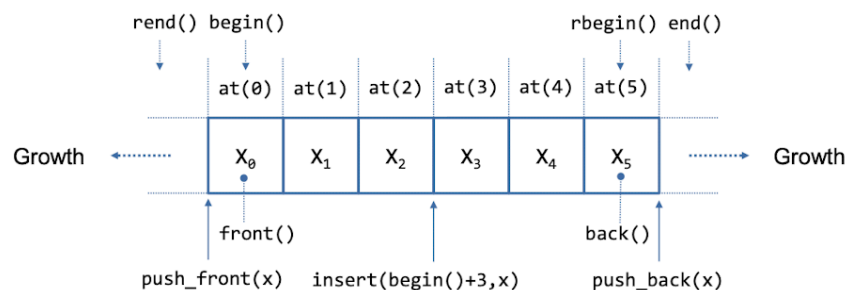 rend() begin() rbegin() end()
at(0) at(1) at(2) at(3) at(4) at(5)
Growth X₀ X₁ X₂ X₃ X₄ X₅ Growth
front() back()
push_front(x) insert(begin()+3,x) push_back(x)